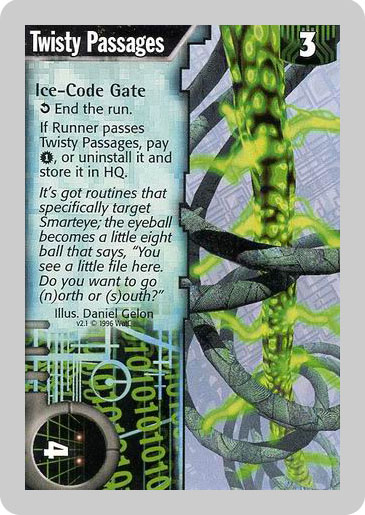 Twisty Passages
3
Ice-Code Gate
End the run.
If Runner passes
Twisty Passages, pay
1, or uninstall it and
store it in HQ.
It's got routines that
specifically target
Smarteye; the eyeball
becomes a little eight
ball that says, "You
see a little file here.
Do you want to go
(n)orth or (s)outh?"
Illus. Daniel Gelon
v2.1 © 1996 WotC
4